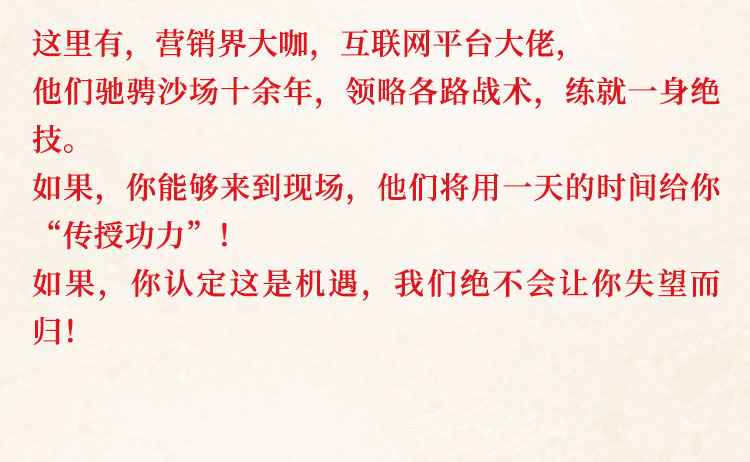 这里有，营销界大咖，互联网平台大佬，
他们驰骋沙场十余年，领略各路战术，练就一身绝
技。
如果，你能够来到现场，他们将用一天的时间给你
“传授功力”！
如果，你认定这是机遇，我们绝不会让你失望而
归！